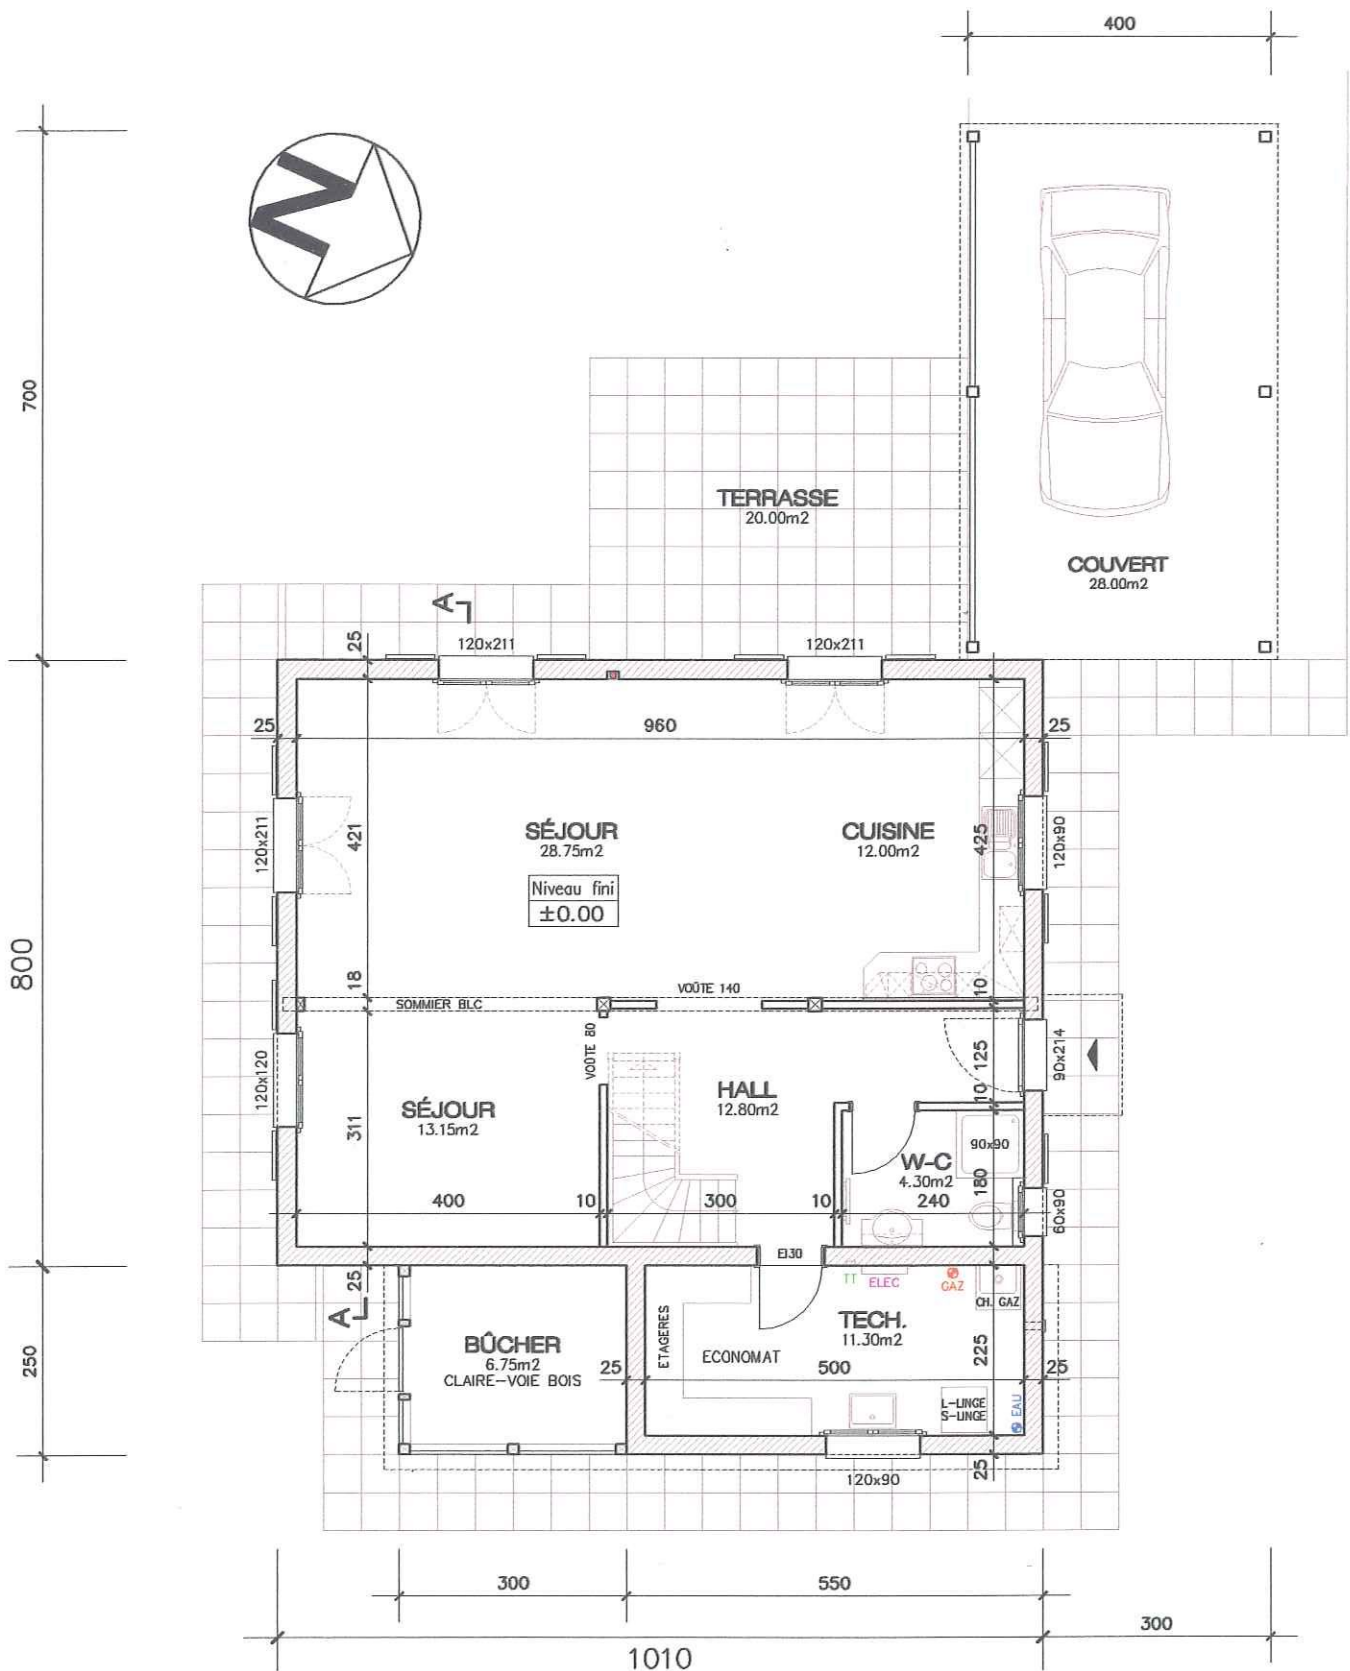 400
N
700
TERRASSE
20.00m2
COUVERT
28.00m2
A
25
120x211
120x211
25
960
25
120x211
421
SÉJOUR
28.75m2
CUISINE
12.00m2
425
120x90
Niveau fini
±0.00
800
18
SOMMIER BLC
VOÛTE 140
10
VOÛTE 80
120x120
311
SÉJOUR
13.15m2
HALL
12.80m2
125
10
90x214
90x90
W-C
4.30m2
180
60x90
400
10
300
10
240
EI30
25
A
TT
ELEC
GAZ
CH. GAZ
250
BÛCHER
6.75m2
CLAIRE-VOIE BOIS
ETAGERES
ECONOMAT
TECH.
11.30m2
225
25
500
25
L-LINGE
S-LINGE
EAU
120x90
25
300
550
300
1010